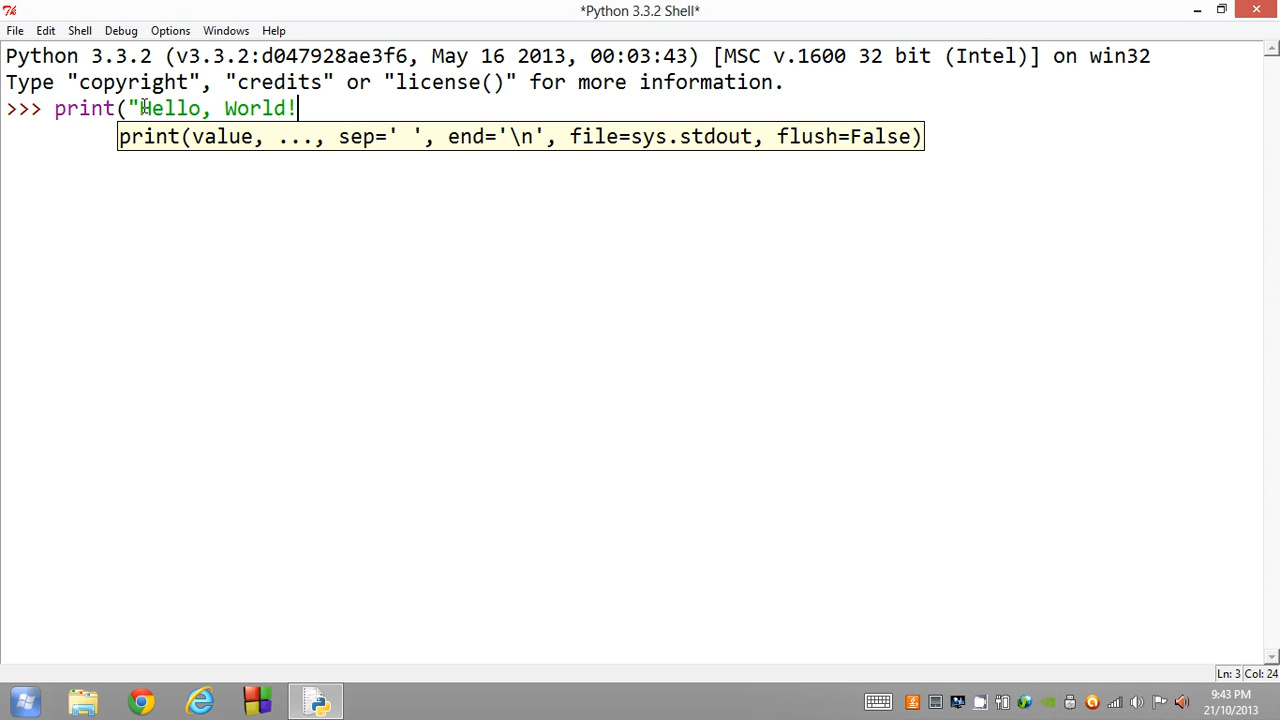 *Python 3.3.2 Shell*
File Edit Shell Debug Options Windows Help
Python 3.3.2 (v3.3.2:d047928ae3f6, May 16 2013, 00:03:43) [MSC v.1600 32 bit (Intel)] on win32
Type "copyright", "credits" or "license()" for more information.
>>> print("Hello, World!
print(value, ..., sep=' ', end='\n', file=sys.stdout, flush=False)
Ln: 3 Col: 24
9:43 PM
21/10/2013